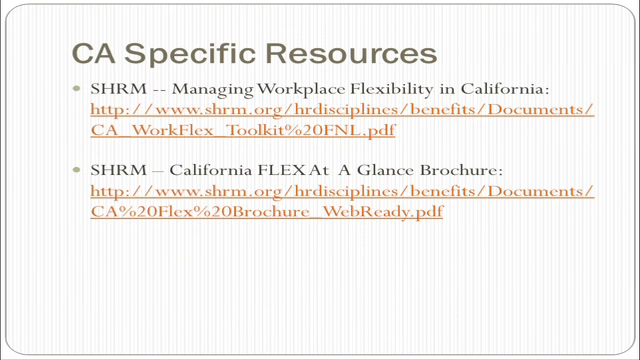 CA Specific Resources
• SHRM -- Managing Workplace Flexibility in California:
http://www.shrm.org/hrdisciplines/benefits/Documents/
CA_WorkFlex_Toolkit%20FNL.pdf
• SHRM – California FLEX At A Glance Brochure:
http://www.shrm.org/hrdisciplines/benefits/Documents/
CA%20Flex%20Brochure_WebReady.pdf